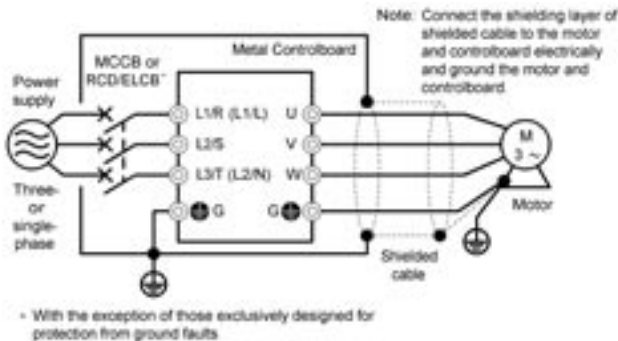 Note: Connect the shielding layer of
shielded cable to the motor
and controlboard electrically
and ground the motor and
controlboard.
MCCB or
RCD/ELCB*
Metal Controlboard
Power
supply
L1/R (L1/L) U
L2/S V
L3/T (L2/N) W
G G
M
3 ~
Three-
or
single-
phase
Motor
Shielded
cable
* With the exception of those exclusively designed for
protection from ground faults